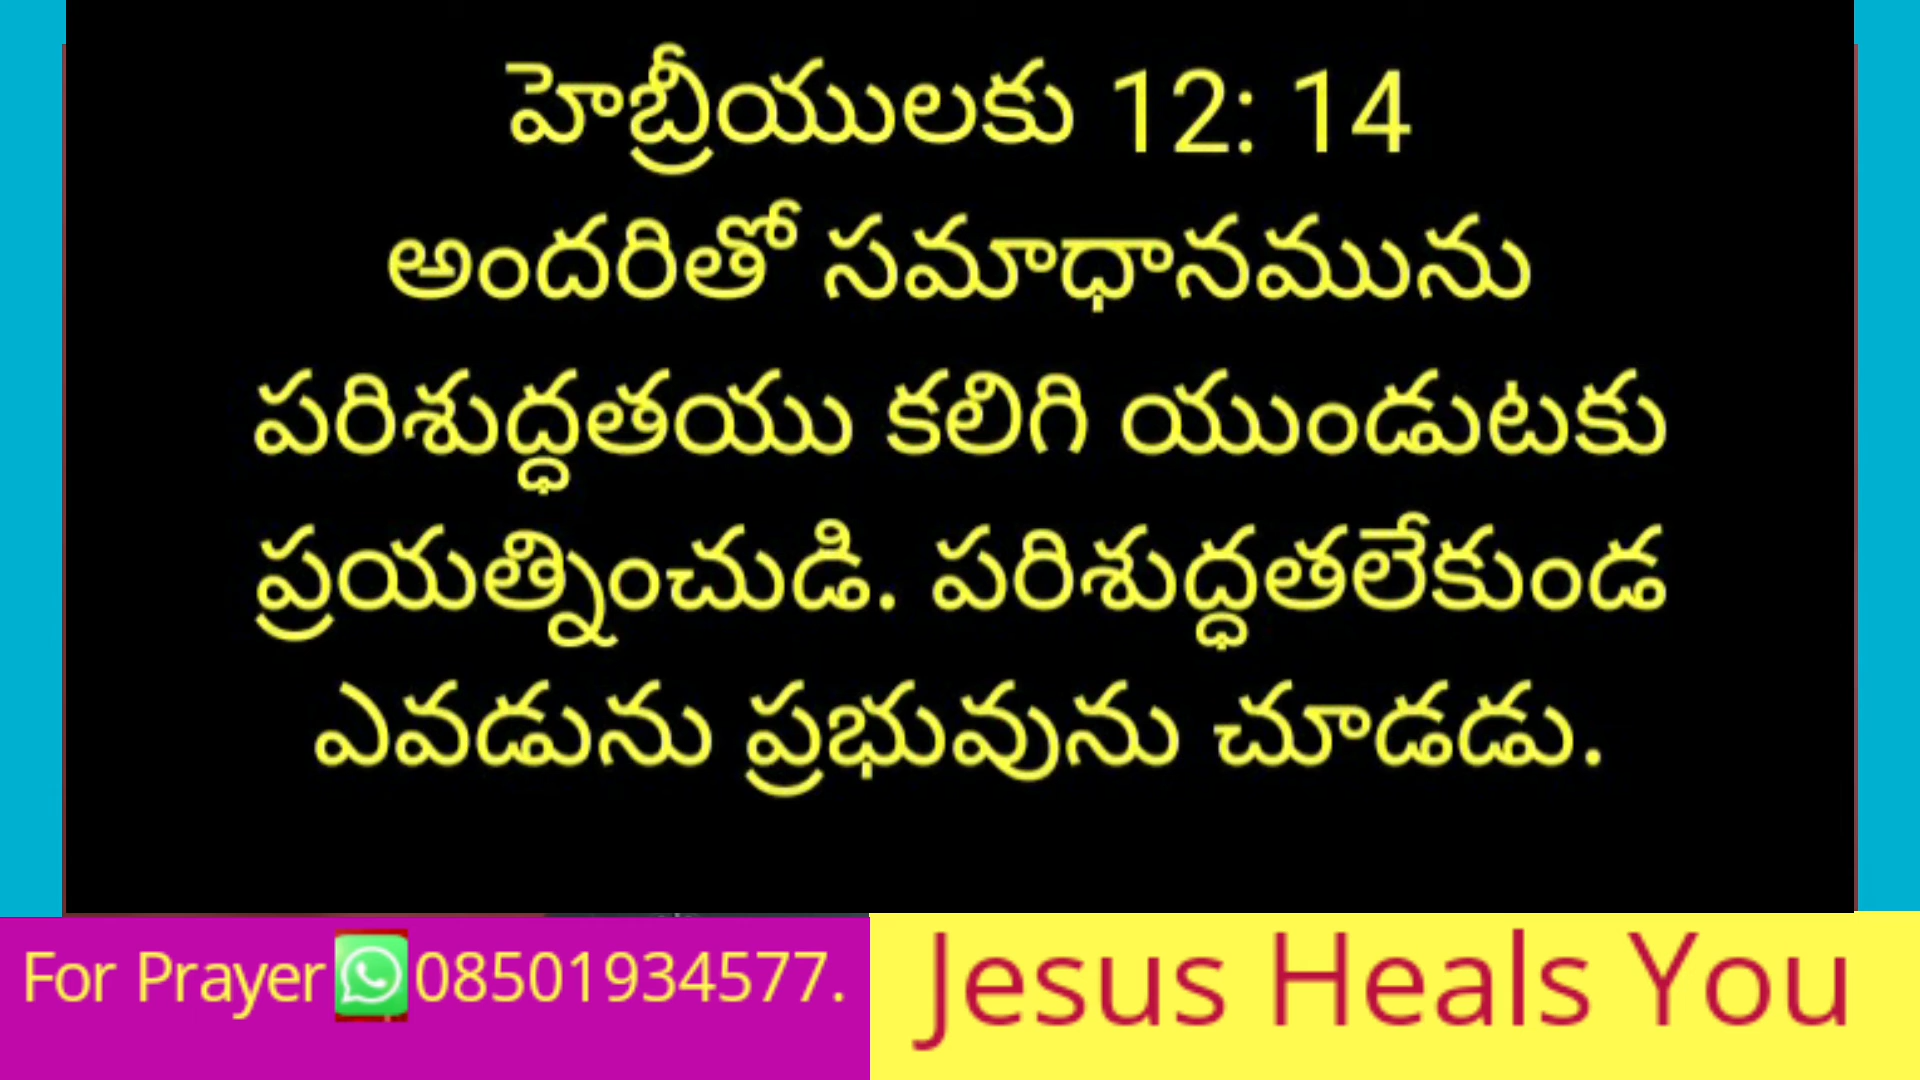 హెబ్రీయులకు 12: 14
అందరితో సమాధానమును
పరిశుద్ధతయు కలిగి యుండుటకు
ప్రయత్నించుడి. పరిశుద్ధతలేకుండ
ఎవడును ప్రభువును చూడడు.
For Prayer 08501934577.
Jesus Heals You